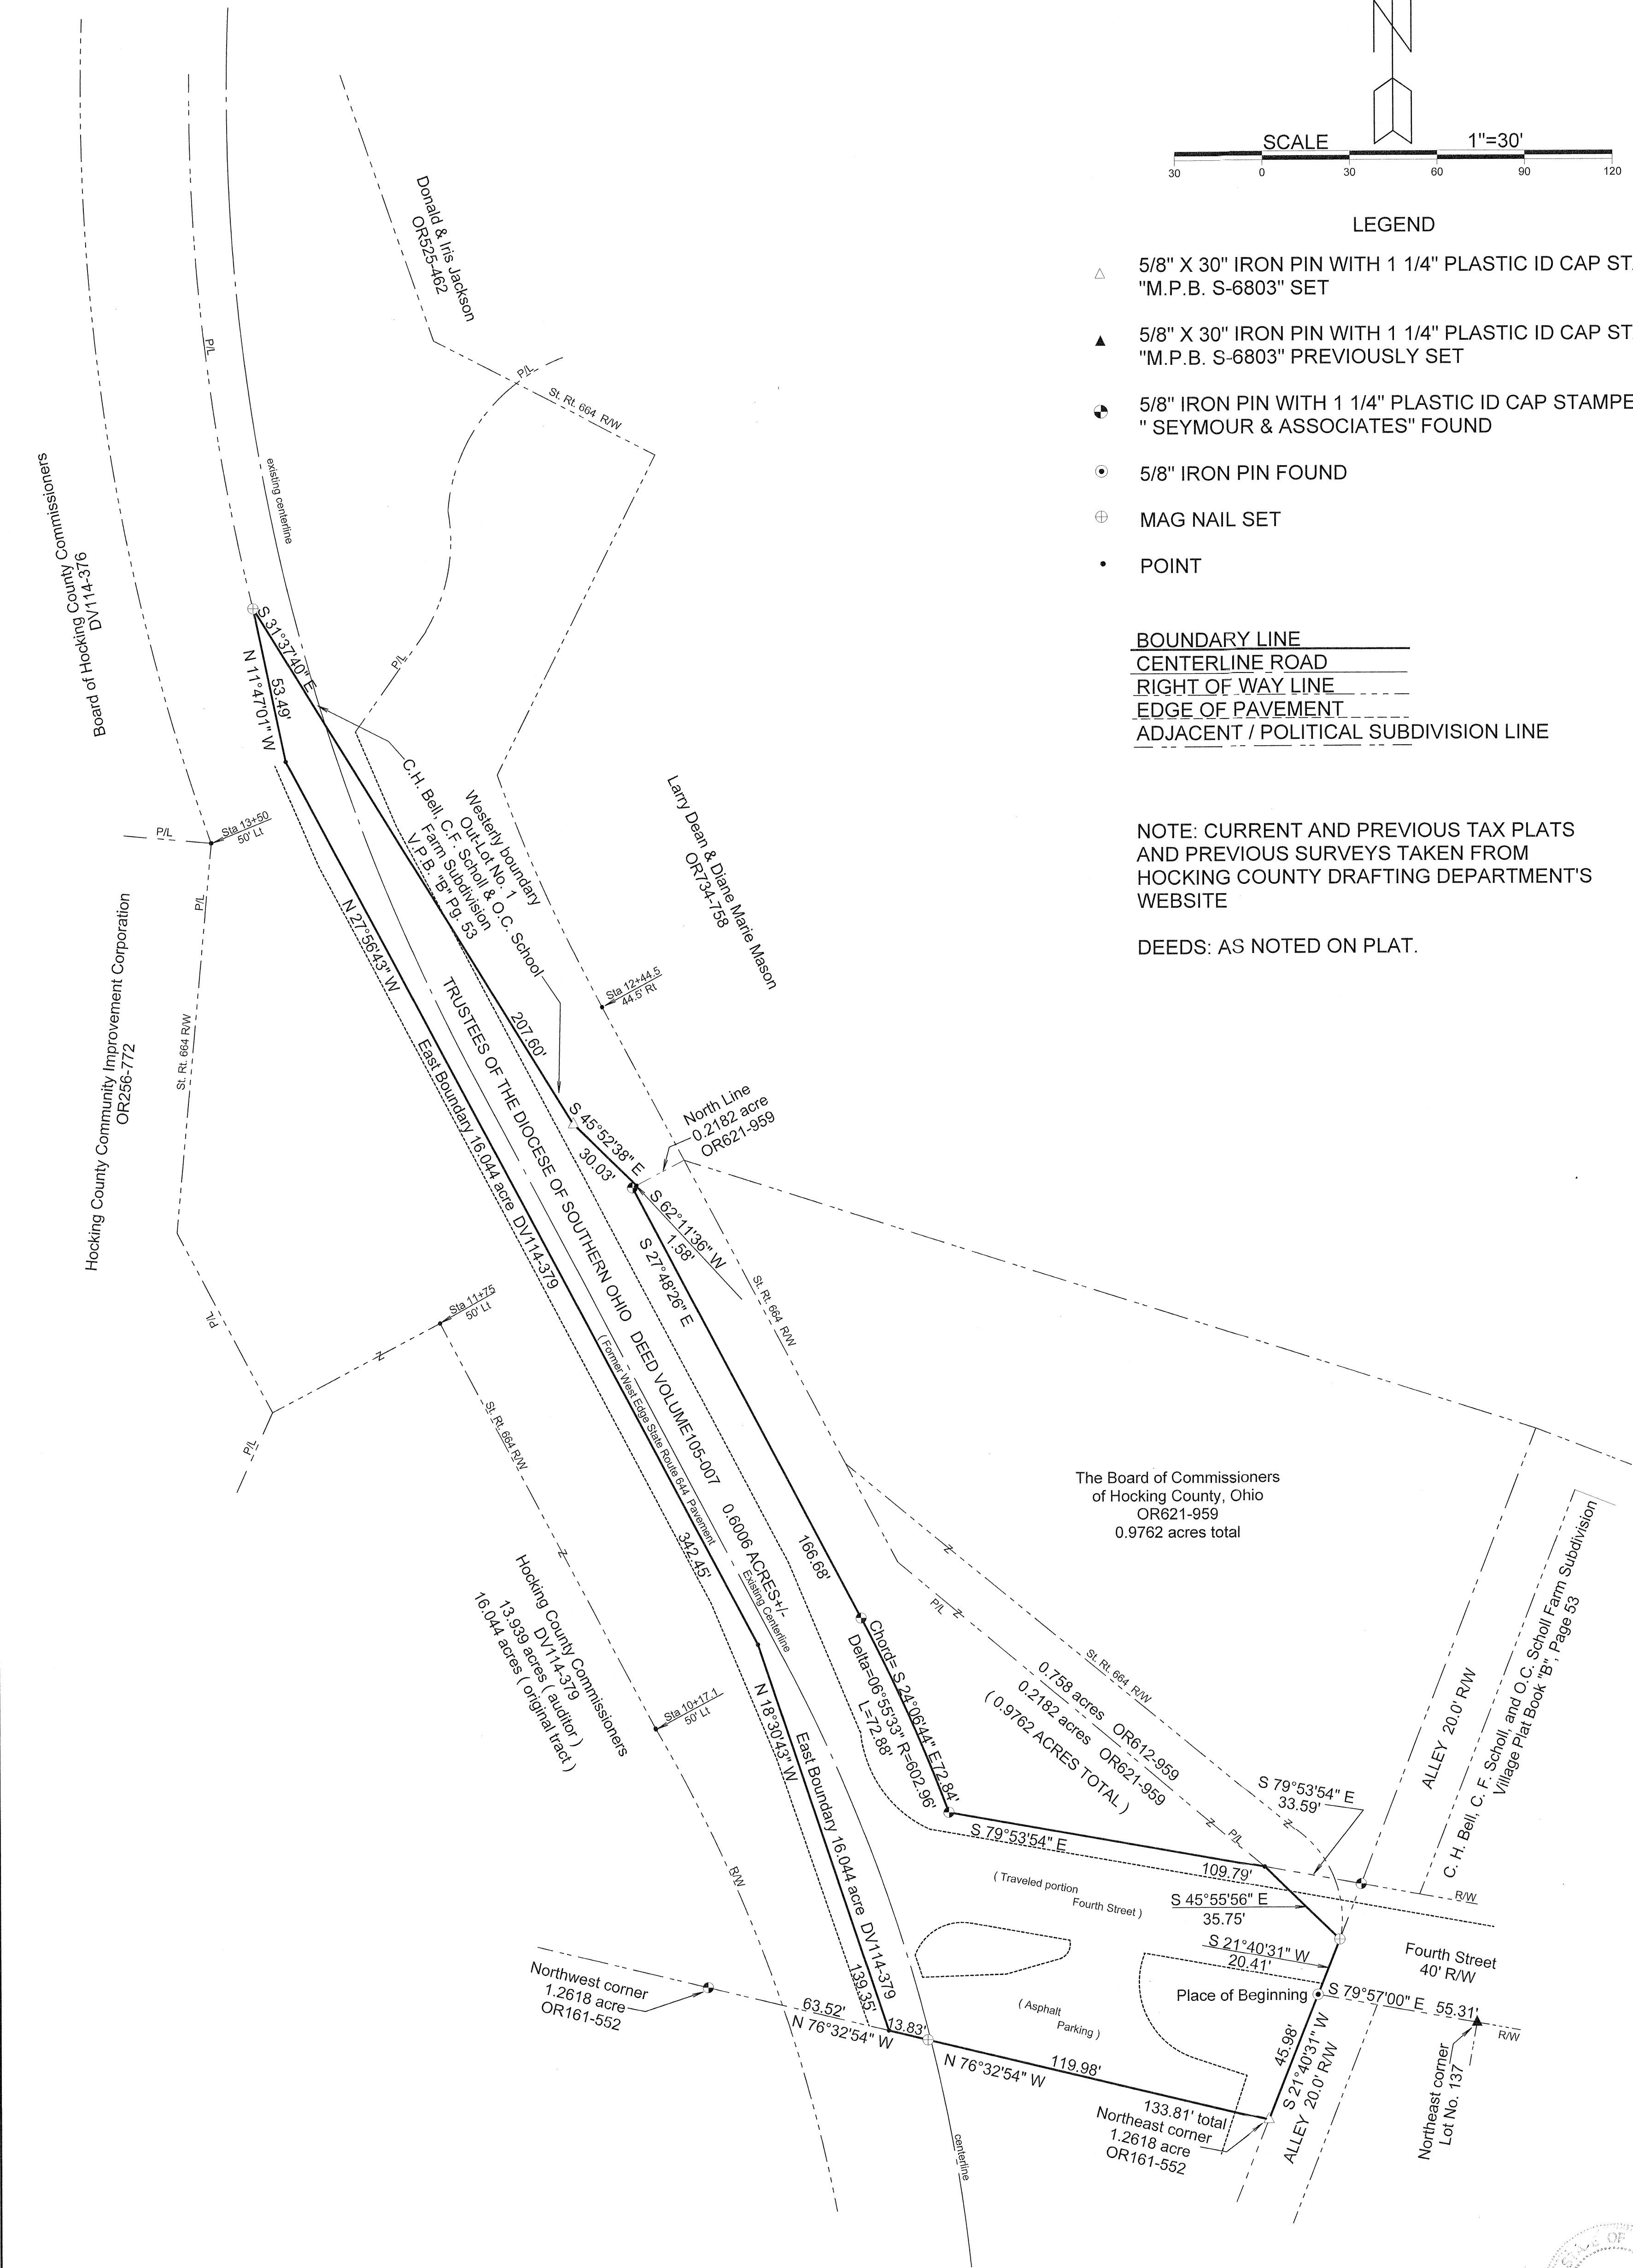 N
SCALE 1"=30'
30 0 30 60 90 120
LEGEND
5/8" X 30" IRON PIN WITH 1 1/4" PLASTIC ID CAP ST
"M.P.B. S-6803" SET
5/8" X 30" IRON PIN WITH 1 1/4" PLASTIC ID CAP ST
"M.P.B. S-6803" PREVIOUSLY SET
5/8" IRON PIN WITH 1 1/4" PLASTIC ID CAP STAMPE
" SEYMOUR & ASSOCIATES" FOUND
5/8" IRON PIN FOUND
MAG NAIL SET
POINT
BOUNDARY LINE
CENTERLINE ROAD
RIGHT OF WAY LINE
EDGE OF PAVEMENT
ADJACENT / POLITICAL SUBDIVISION LINE
NOTE: CURRENT AND PREVIOUS TAX PLATS
AND PREVIOUS SURVEYS TAKEN FROM
HOCKING COUNTY DRAFTING DEPARTMENT'S
WEBSITE
DEEDS: AS NOTED ON PLAT.
Donald & Iris Jackson
OR525-462
P/L
P/L
St. Rt. 664 R/W
existing centerline
Board of Hocking County Commissioners
DV114-376
S 31°37'40" E
N 11°47'01" W
53.49'
P/L
Westerly boundary
Out-Lot No. 1
C.H. Bell, C.F. Scholl & O.C. School
Farm Subdivision
V.P.B. "B" Pg. 53
Larry Dean & Diane Marie Mason
OR734-758
P/L
Sta 13+50
50' Lt
P/L
St. Rt. 664 R/W
Hocking County Community Improvement Corporation
OR256-772
N 27°56'43" W
Sta 12+44.5
44.5' Rt
207.60'
East Boundary 16.044 acre DV114-379
TRUSTEES OF THE DIOCESE OF SOUTHERN OHIO DEED VOLUME105-007 0.6006 ACRES+/-
S 45°52'38" E
30.03'
North Line
0.2182 acre
OR621-959
S 62°11'36" W
1.58'
S 27°48'26" E
St. Rt. 664 R/W
P/L
Sta 11+75
50' Lt
Z
P/L
St. Rt. 664 R/W
Z
( Former West Edge State Route 644 Pavement
342.45'
Existing Centerline
166.68'
The Board of Commissioners
of Hocking County, Ohio
OR621-959
0.9762 acres total
Hocking County Commissioners
DV114-379
13.939 acres ( auditor )
16.044 acres ( original tract )
Z
P/L
Z
St. Rt. 664 R/W
Chord= S 24°06'44" E 72.84'
Delta=06°55'33" R=602.96'
L=72.88'
0.758 acres OR612-959
0.2182 acres OR621-959
( 0.9762 ACRES TOTAL )
Z
P/L
Z
ALLEY 20.0' R/W
C. H. Bell, C. F. Scholl, and O.C. Scholl Farm Subdivision
Village Plat Book "B", Page 53
Sta 10+17.1
50' Lt
N 18°30'43" W
East Boundary 16.044 acre DV114-379
139.35'
R/W
S 79°53'54" E
33.59'
S 79°53'54" E
109.79'
R/W
( Traveled portion
Fourth Street )
S 45°55'56" E
35.75'
S 21°40'31" W
20.41'
Fourth Street
40' R/W
Place of Beginning
S 79°57'00" E 55.31'
R/W
Northwest corner
1.2618 acre
OR161-552
63.52'
N 76°32'54" W
13.83'
( Asphalt
Parking )
N 76°32'54" W
119.98'
45.98'
S 21°40'31" W
ALLEY 20.0' R/W
Northeast corner
Lot No. 137
133.81' total
Northeast corner
1.2618 acre
OR161-552
centerline
OF